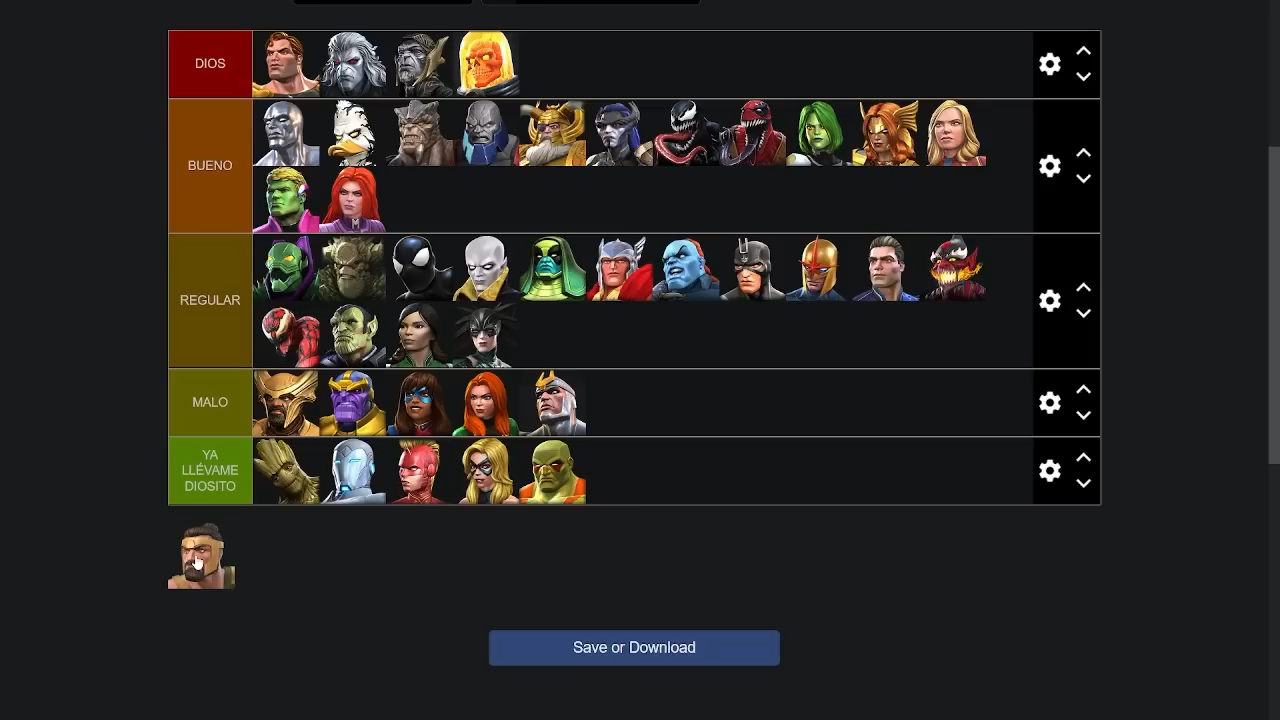 DIOS
BUENO
REGULAR
MALO
YA
LLÉVAME
DIOSITO
Save or Download